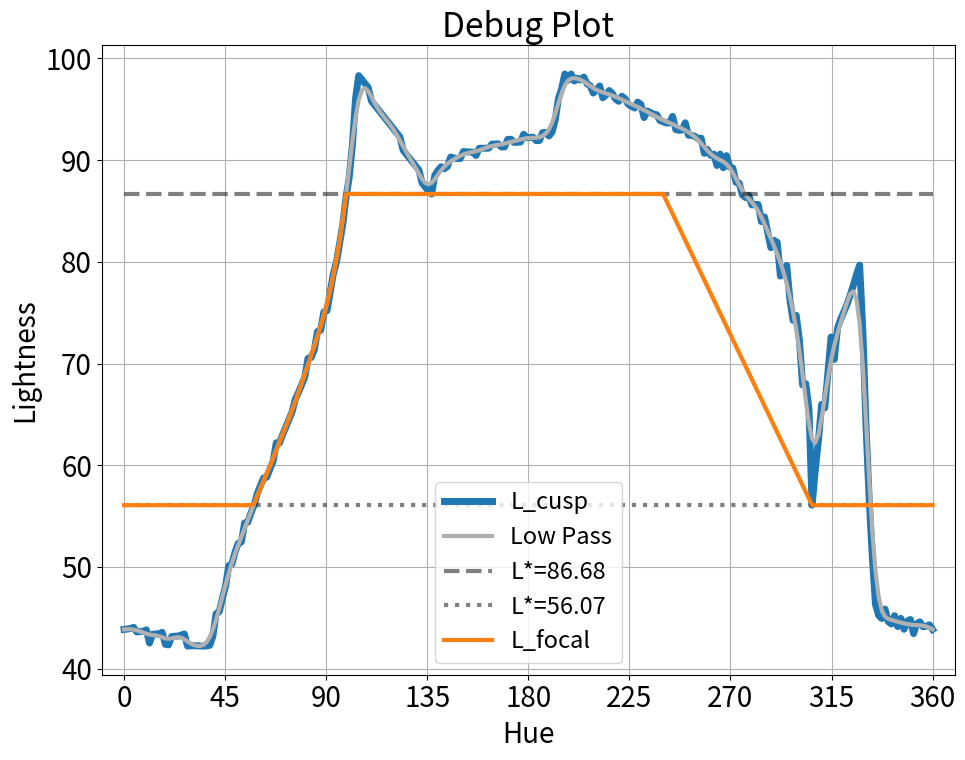 Debug Plot
100
90
80
70
60
50
40
Lightness
L_cusp
Low Pass
L*=86.68
L*=56.07
L_focal
0 45 90 135 180 225 270 315 360
Hue